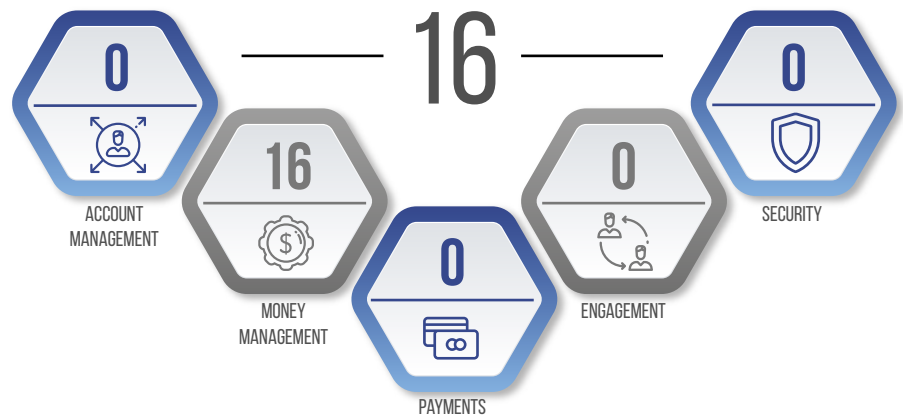 16
0
ACCOUNT
MANAGEMENT
16
$
MONEY
MANAGEMENT
0
PAYMENTS
0
ENGAGEMENT
0
SECURITY